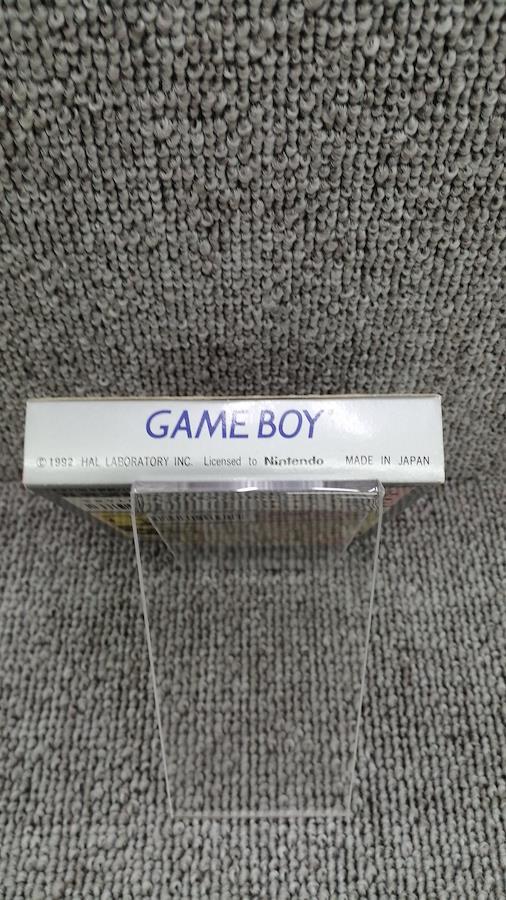 GAME BOY
© 1992 HAL LABORATORY INC. Licensed to Nintendo MADE IN JAPAN